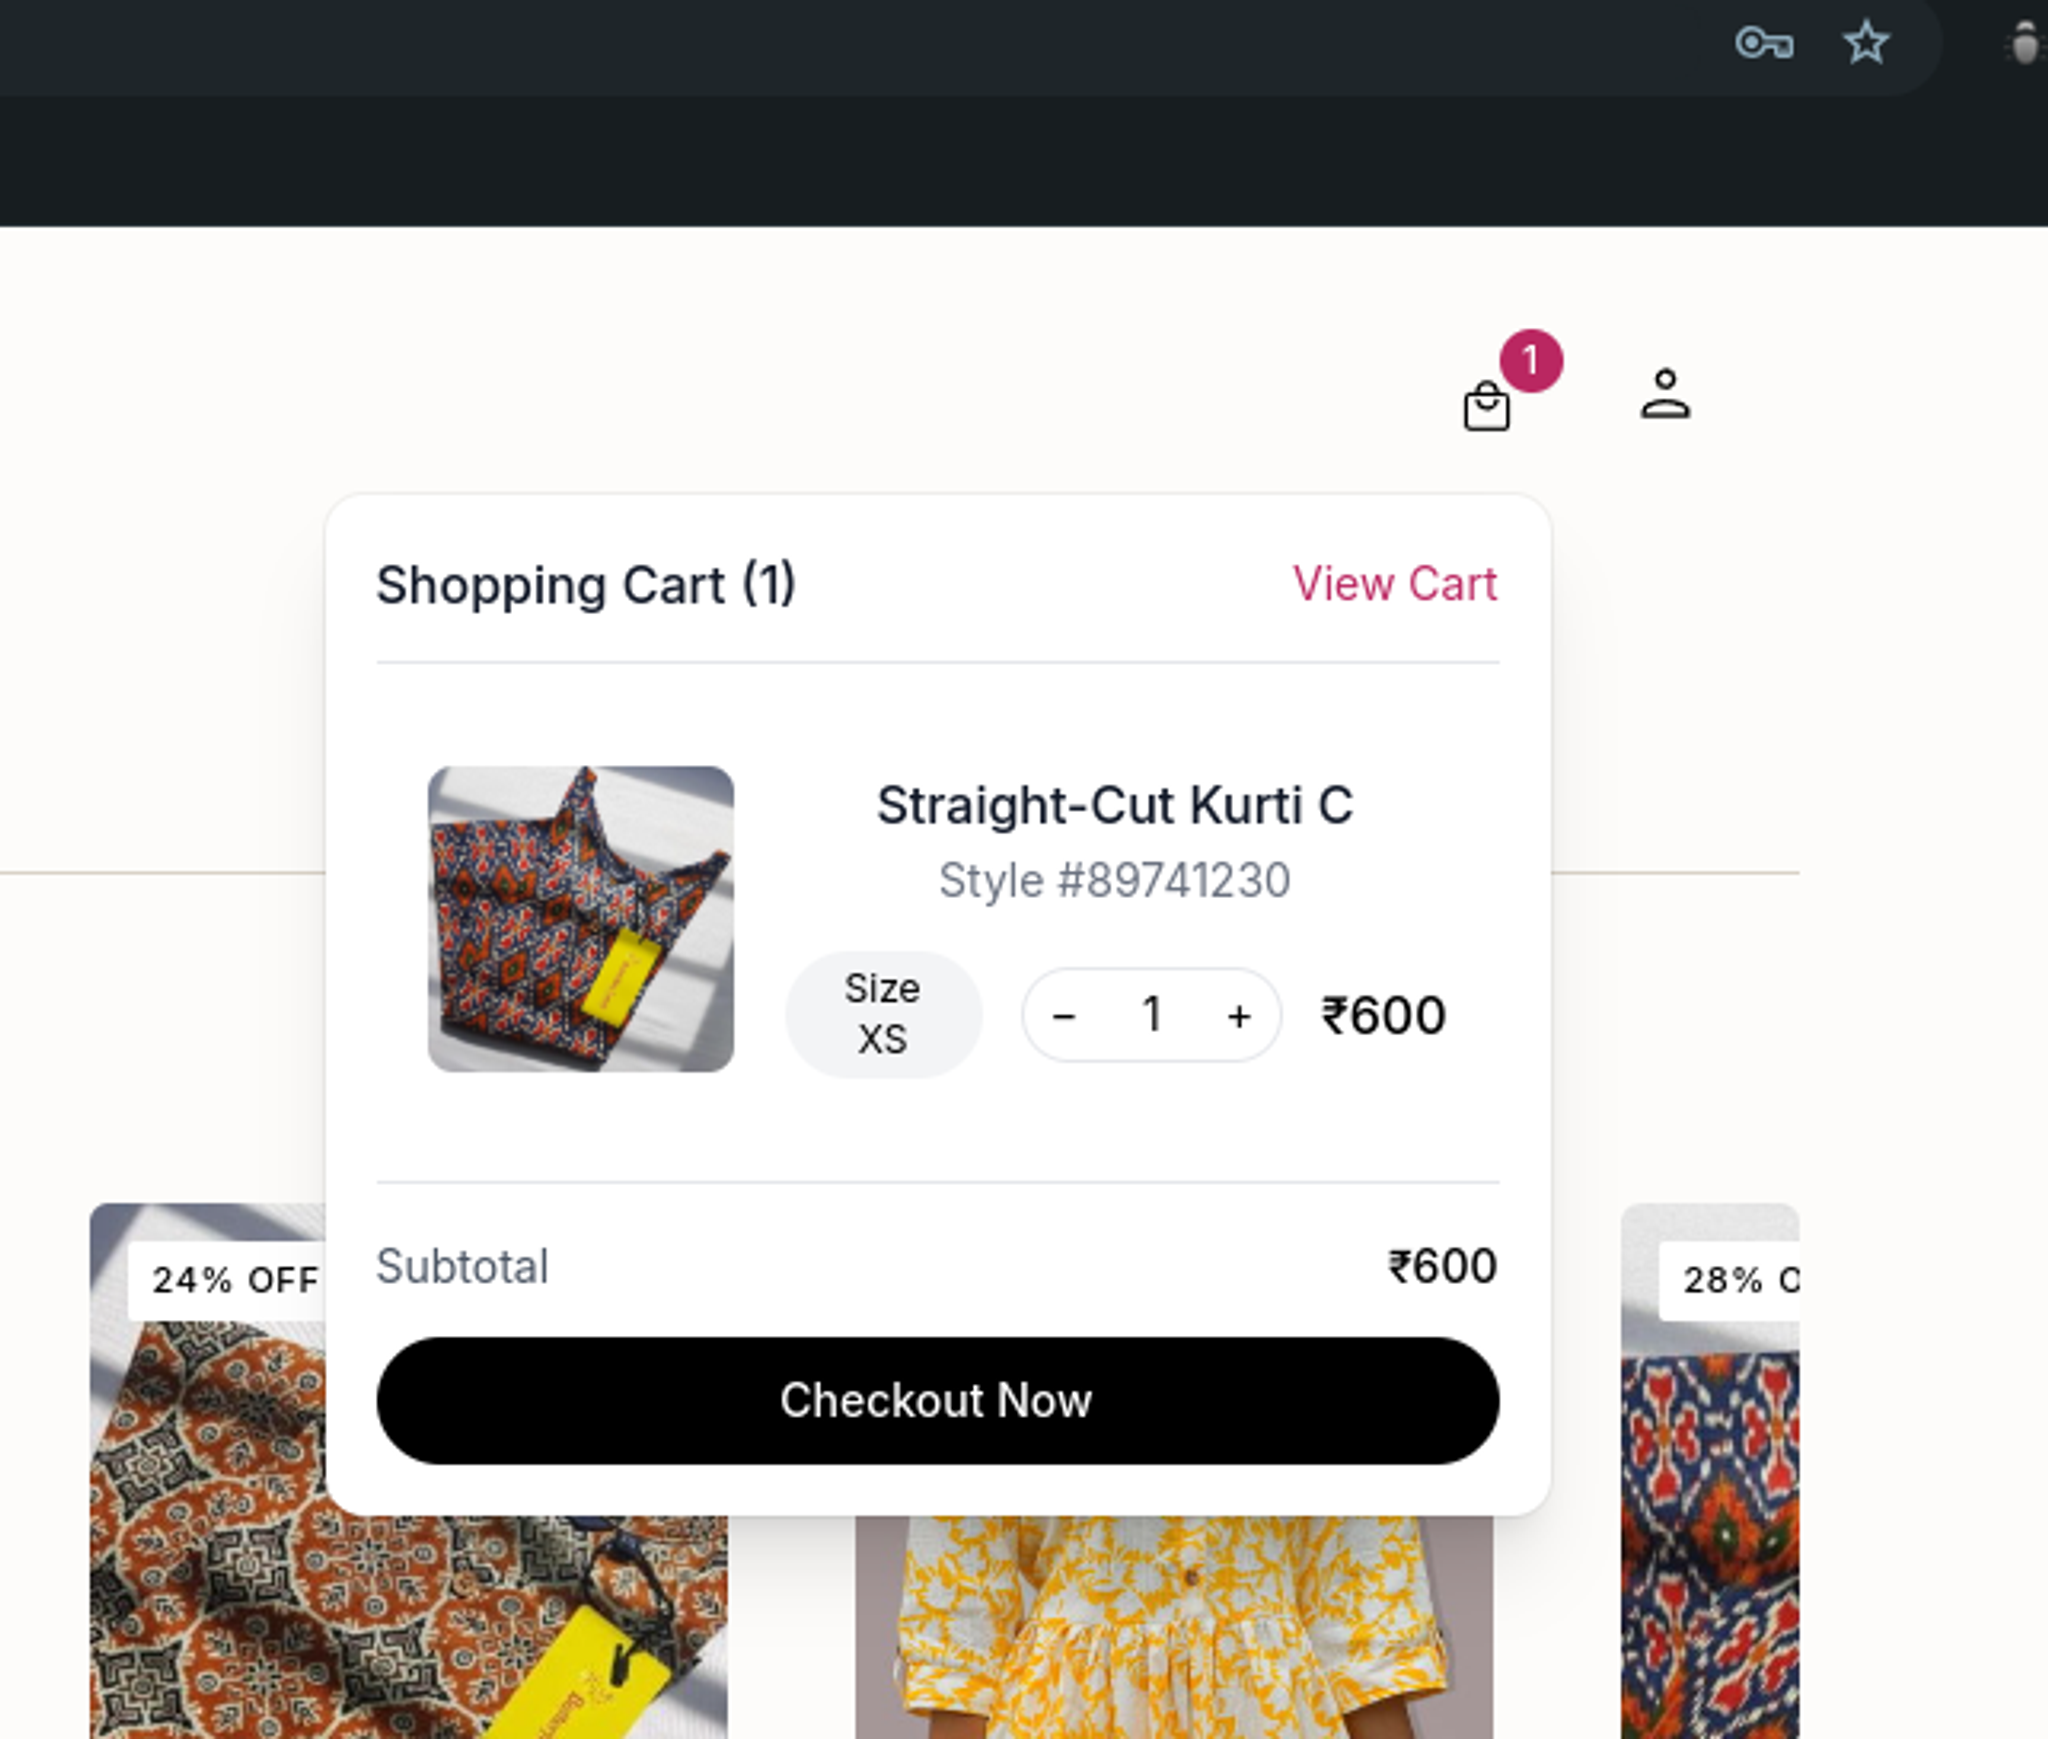 1
Shopping Cart (1)
View Cart
Straight-Cut Kurti C
Style #89741230
Size
XS
− 1 +
₹600
Subtotal
₹600
Checkout Now
24% OFF
28% O